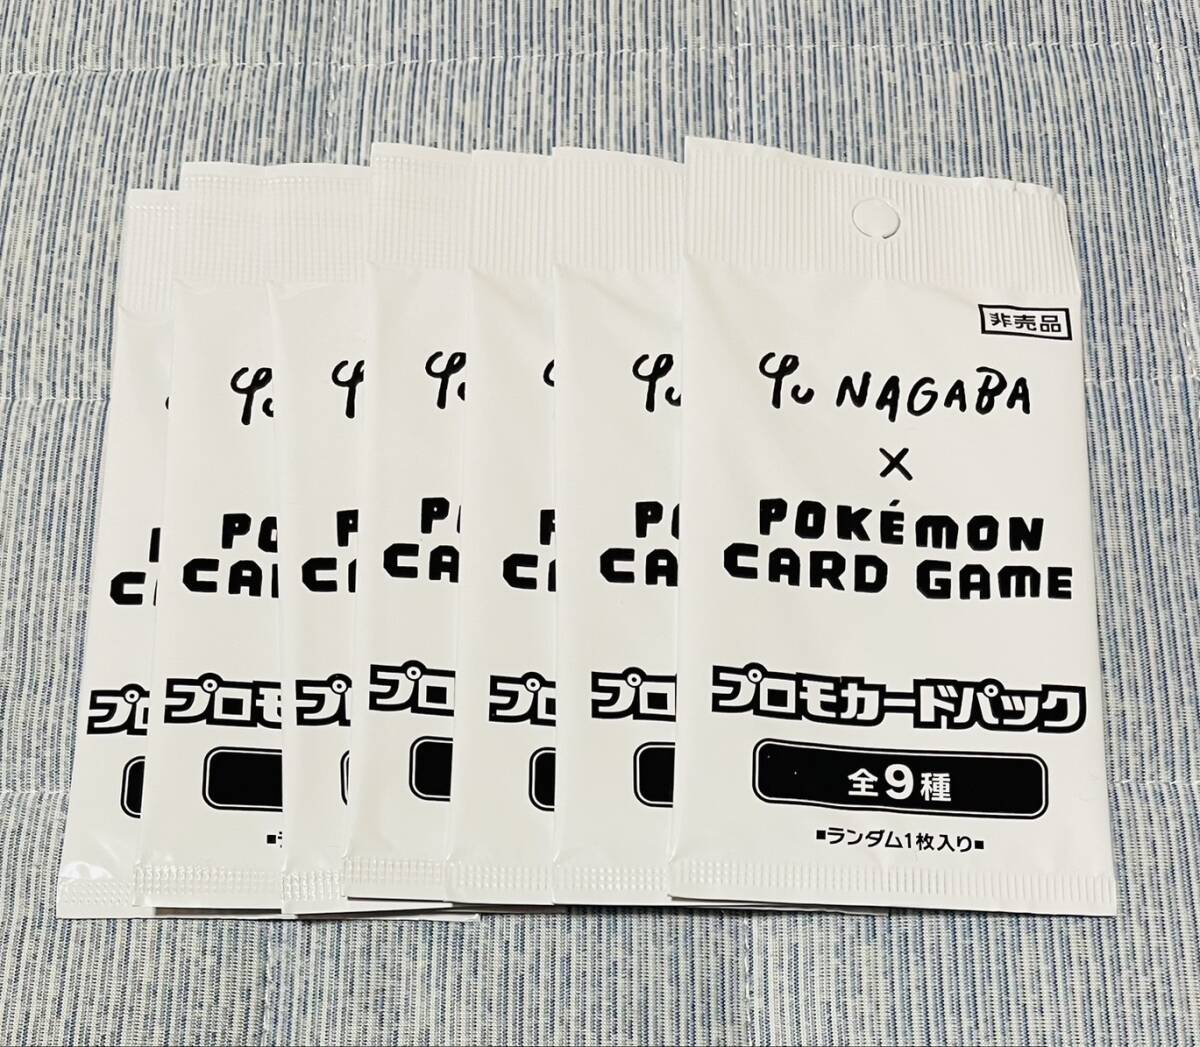 非売品
Yu NAGABA
×
POKÉMON
CARD GAME
プロモカードパック
全9種
■ランダム1枚入り■